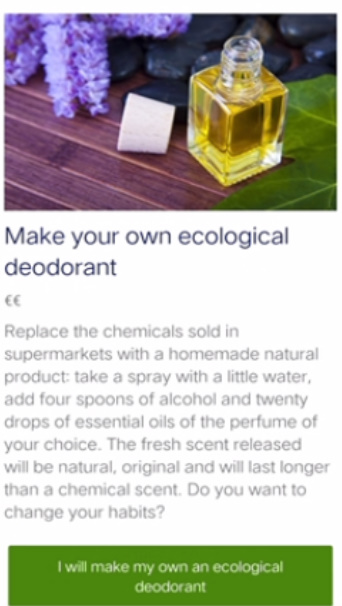 Make your own ecological
deodorant
€€
Replace the chemicals sold in
supermarkets with a homemade natural
product: take a spray with a little water,
add four spoons of alcohol and twenty
drops of essential oils of the perfume of
your choice. The fresh scent released
will be natural, original and will last longer
than a chemical scent. Do you want to
change your habits?
I will make my own an ecological
deodorant